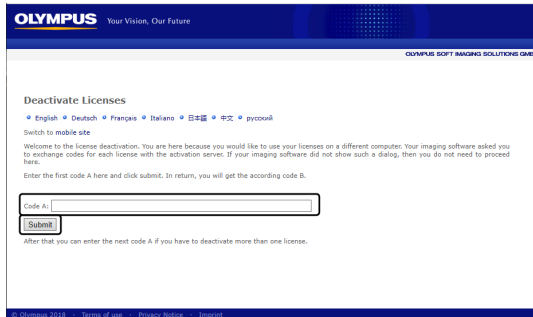 OLYMPUS Your Vision, Our Future
OLYMPUS SOFT IMAGING SOLUTIONS GMB
Deactivate Licenses
English Deutsch Français Italiano 日本語 中文 русский
Switch to mobile site
Welcome to the license deactivation. You are here because you would like to use your licenses on a different computer. Your imaging software asked you
to exchange codes for each license with the activation server. If your imaging software did not show such a dialog, then you do not need to proceed
here.
Enter the first code A here and click submit. In return, you will get the according code B.
Code A:
Submit
After that you can enter the next code A if you have to deactivate more than one license.
© Olympus 2018 · Terms of use · Privacy Notice · Imprint